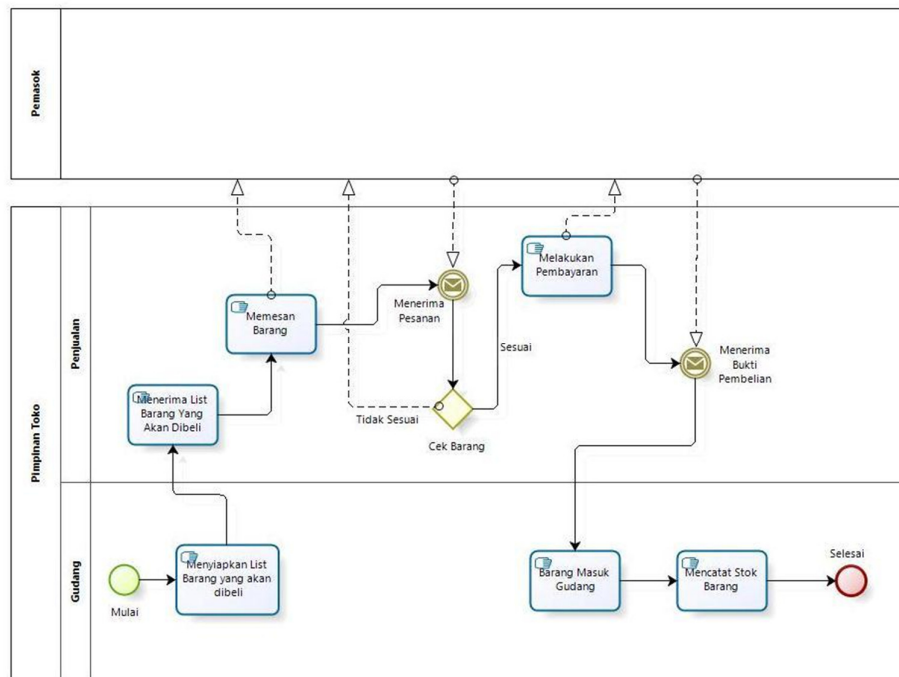 Pemasok
Pimpinan Toko
Penjualan
Melakukan
Pembayaran
Menerima
Pesanan
Memesan
Barang
Sesuai
Menerima
Bukti
Pembelian
Menerima List
Barang Yang
Akan Dibeli
Tidak Sesuai
Cek Barang
Gudang
Mulai
Menyiapkan List
Barang yang akan
dibeli
Barang Masuk
Gudang
Mencatat Stok
Barang
Selesai